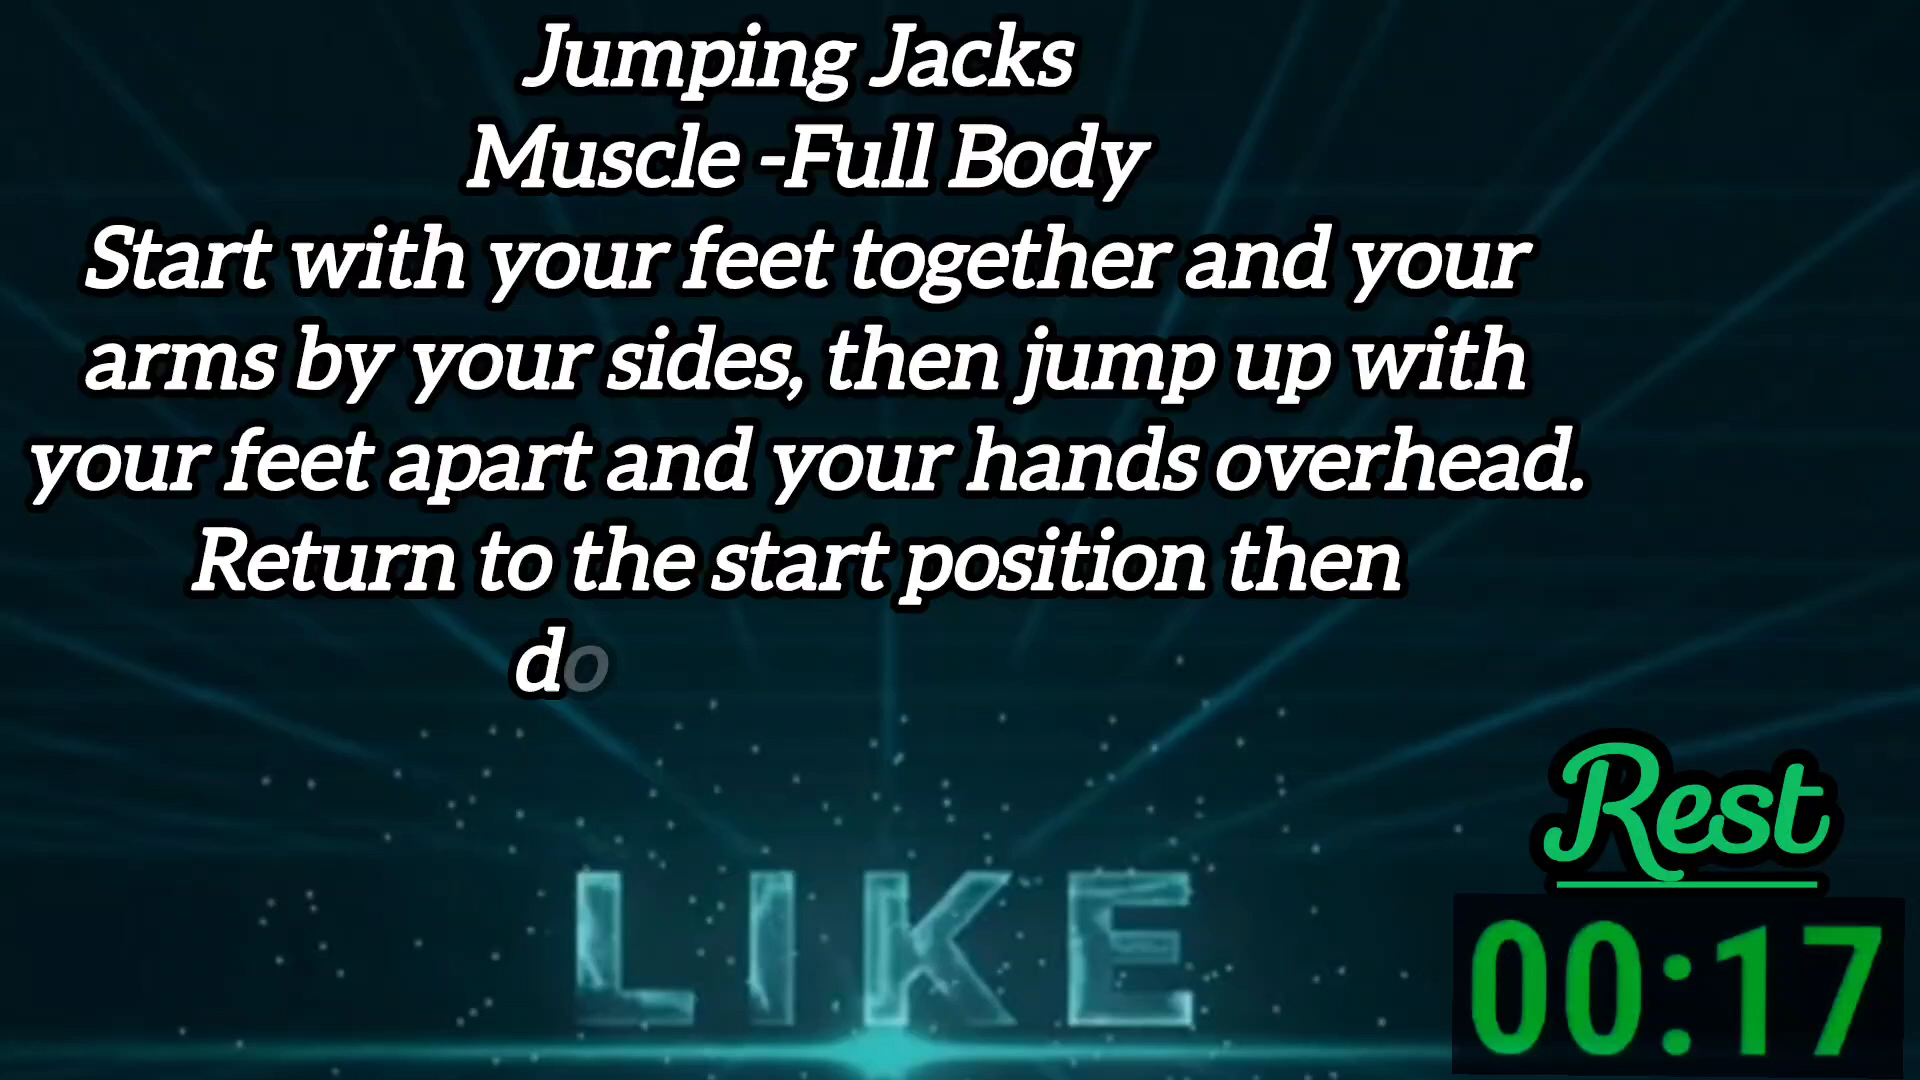 Jumping Jacks
Muscle -Full Body
Start with your feet together and your
arms by your sides, then jump up with
your feet apart and your hands overhead.
Return to the start position then
do
Rest
00:17
LIKE